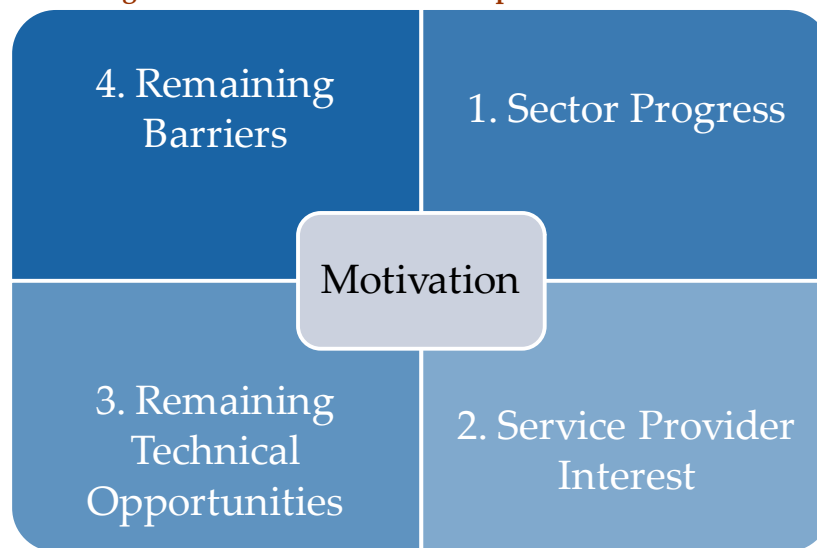 4. Remaining
Barriers
1. Sector Progress
Motivation
3. Remaining
Technical
Opportunities
2. Service Provider
Interest